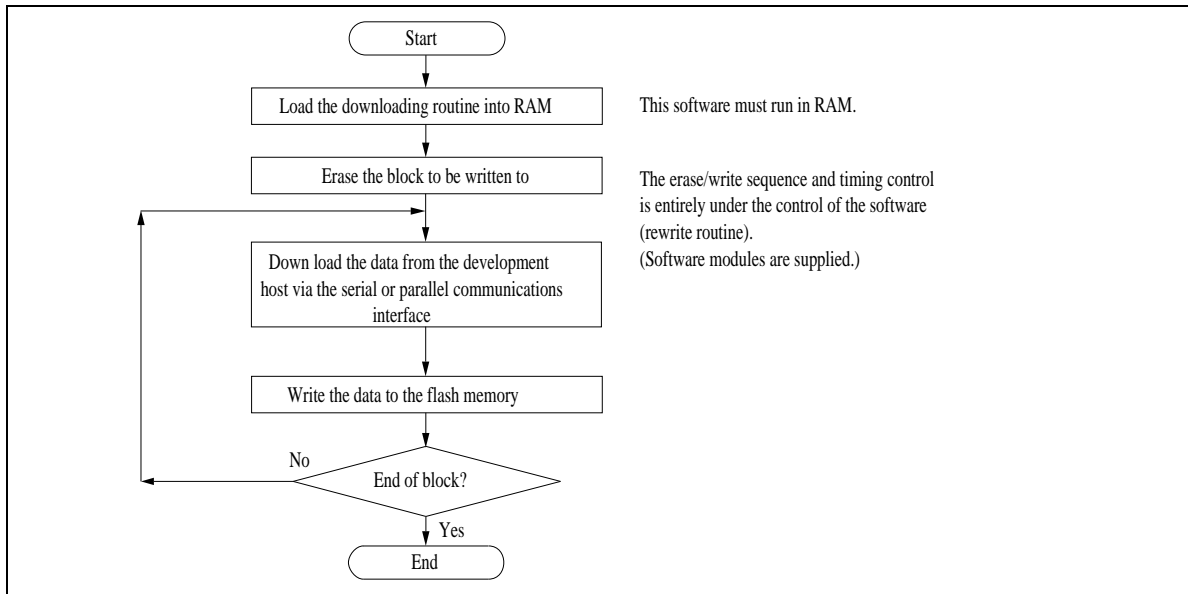 Start
Load the downloading routine into RAM
This software must run in RAM.
Erase the block to be written to
The erase/write sequence and timing control
is entirely under the control of the software
(rewrite routine).
(Software modules are supplied.)
Down load the data from the development
host via the serial or parallel communications
interface
Write the data to the flash memory
No
End of block?
Yes
End